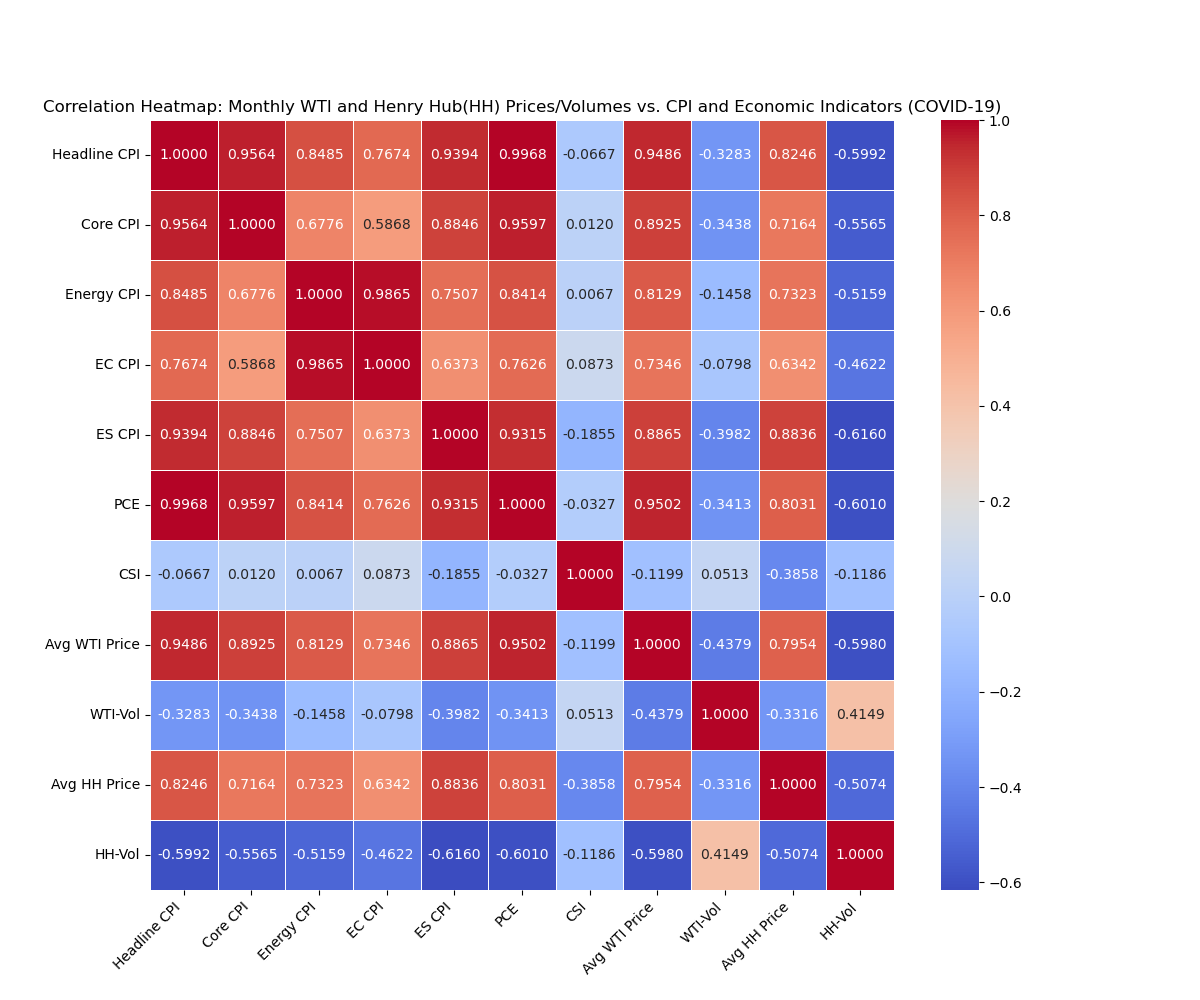 Correlation Heatmap: Monthly WTI and Henry Hub(HH) Prices/Volumes vs. CPI and Economic Indicators (COVID-19)
Headline CPI 1.0000 0.9564 0.8485 0.7674 0.9394 0.9968 -0.0667 0.9486 -0.3283 0.8246 -0.5992
Core CPI 0.9564 1.0000 0.6776 0.5868 0.8846 0.9597 0.0120 0.8925 -0.3438 0.7164 -0.5565
Energy CPI 0.8485 0.6776 1.0000 0.9865 0.7507 0.8414 0.0067 0.8129 -0.1458 0.7323 -0.5159
EC CPI 0.7674 0.5868 0.9865 1.0000 0.6373 0.7626 0.0873 0.7346 -0.0798 0.6342 -0.4622
ES CPI 0.9394 0.8846 0.7507 0.6373 1.0000 0.9315 -0.1855 0.8865 -0.3982 0.8836 -0.6160
PCE 0.9968 0.9597 0.8414 0.7626 0.9315 1.0000 -0.0327 0.9502 -0.3413 0.8031 -0.6010
CSI -0.0667 0.0120 0.0067 0.0873 -0.1855 -0.0327 1.0000 -0.1199 0.0513 -0.3858 -0.1186
Avg WTI Price 0.9486 0.8925 0.8129 0.7346 0.8865 0.9502 -0.1199 1.0000 -0.4379 0.7954 -0.5980
WTI-Vol -0.3283 -0.3438 -0.1458 -0.0798 -0.3982 -0.3413 0.0513 -0.4379 1.0000 -0.3316 0.4149
Avg HH Price 0.8246 0.7164 0.7323 0.6342 0.8836 0.8031 -0.3858 0.7954 -0.3316 1.0000 -0.5074
HH-Vol -0.5992 -0.5565 -0.5159 -0.4622 -0.6160 -0.6010 -0.1186 -0.5980 0.4149 -0.5074 1.0000
Headline CPI Core CPI Energy CPI EC CPI ES CPI PCE CSI Avg WTI Price WTI-Vol Avg HH Price HH-Vol
1.0
0.8
0.6
0.4
0.2
0.0
−0.2
−0.4
−0.6